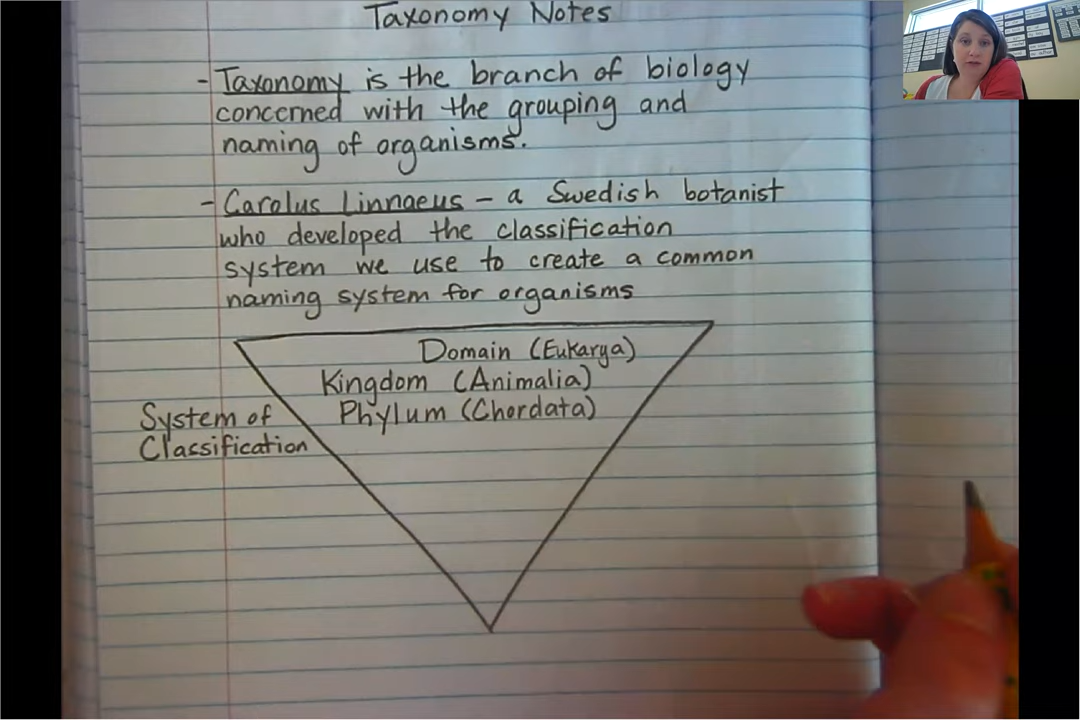 Taxonomy Notes
- Taxonomy is the branch of biology
concerned with the grouping and
naming of organisms.
- Carolus Linnaeus - a Swedish botanist
who developed the classification
system we use to create a common
naming system for organisms
Domain (Eukarya)
Kingdom (Animalia)
Phylum (Chordata)
System of
Classification